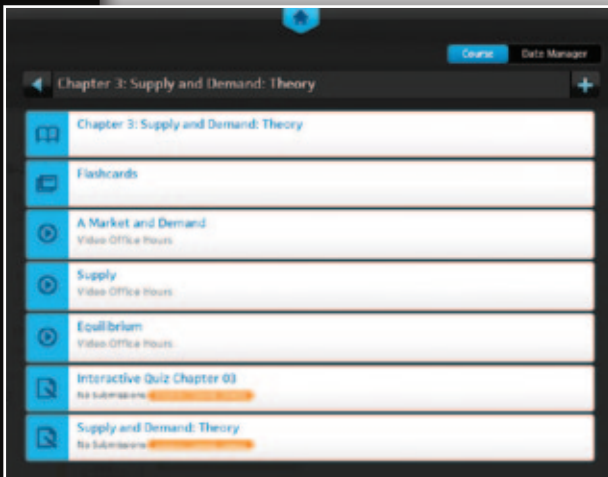 Course Date Manager
Chapter 3: Supply and Demand: Theory
Chapter 3: Supply and Demand: Theory
Flashcards
A Market and Demand
Video Office Hours
Supply
Video Office Hours
Equilibrium
Video Office Hours
Interactive Quiz Chapter 03
No Submissions
Supply and Demand: Theory
No Submissions